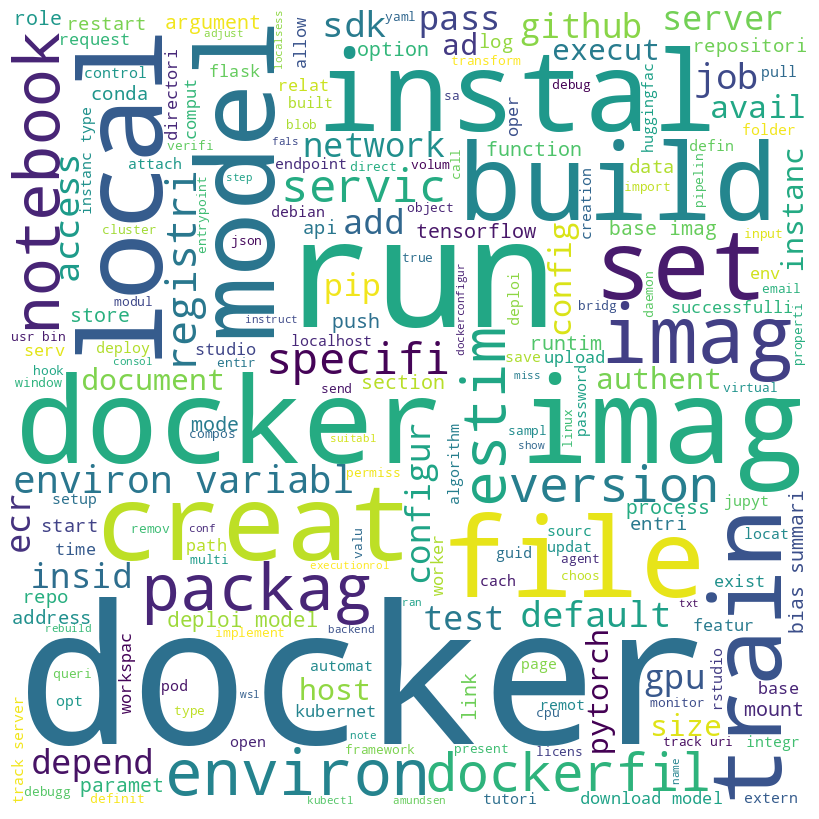 role
restart
request
argument
allow
sdk
yaml
option
pass
ad
log
github
execut
server
repositori
localsess
adjust
transform
notebook
local
control
conda
directori
model
flask
relat
built
blob
comput
instal
debug
sa
oper
huggingfac
job
pull
avail
folder
access
instanc type
attach
verifi
fals
network
endpoint
direct
volum
call
function
data
defin
pipelin
import
cluster
entrypoint
step
servic
debian
object
build
creation
base imag
input
instanc
registri
json
api
add
tensorflow
run
true
config
set
env
email
store
modul
pip
bridg
daemon
successfulli
properti
usr bin
serv
deploy
studio
instruct
push
localhost
dockerconfigur
deploi
runtim
imag
hook
consol
entir
specifi
save
upload
window
document
send
section
miss
estim
password
authent
virtual
mode
compos
docker imag
suitabl
configur
algorithm
sampl
show
linux
environ variabl
permiss
version
jupyt
setup
ecr
start
creat
conf
valu
file
sourc
process
locat
time
remov
path
multi
guid
updat
entri
bias summari
insid
executionrol
worker
cach
agent
choos
exist
train
repo
packag
ran
txt
address
deploi model
test
default
featur
rebuild
workspac
implement
backend
docker
queri
pod
automat
page
gpu
rstudio
base
opt
type
ws1
host
link
cpu
remot
pytorch
monitor
mount
kubernet
size
track server
open
note
framework
present
licens
track uri
integr
depend
environ
dockerfil
name
debugg
paramet
definit
kubectl
amundsen
tutori
download model
extern